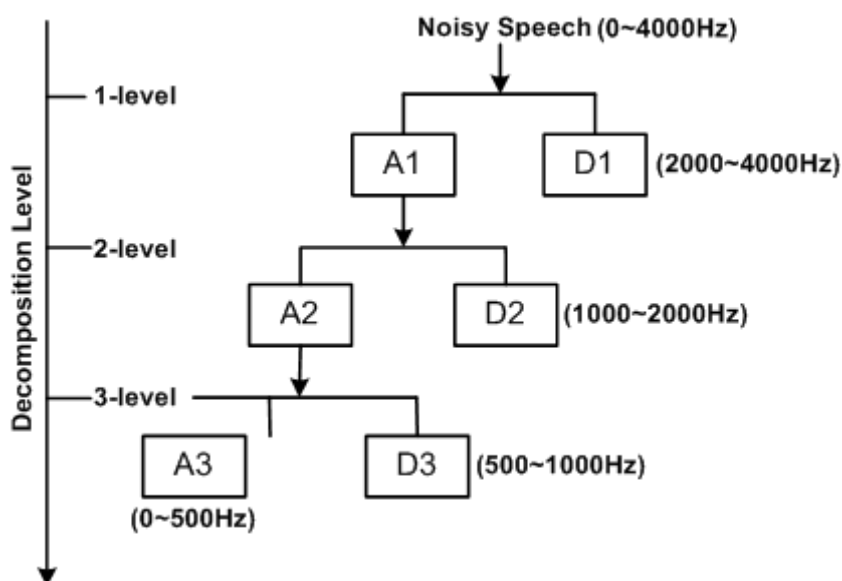 Noisy Speech (0~4000Hz)
1-level
A1
D1
(2000~4000Hz)
2-level
A2
D2
(1000~2000Hz)
3-level
A3
D3
(500~1000Hz)
(0~500Hz)
Decomposition Level